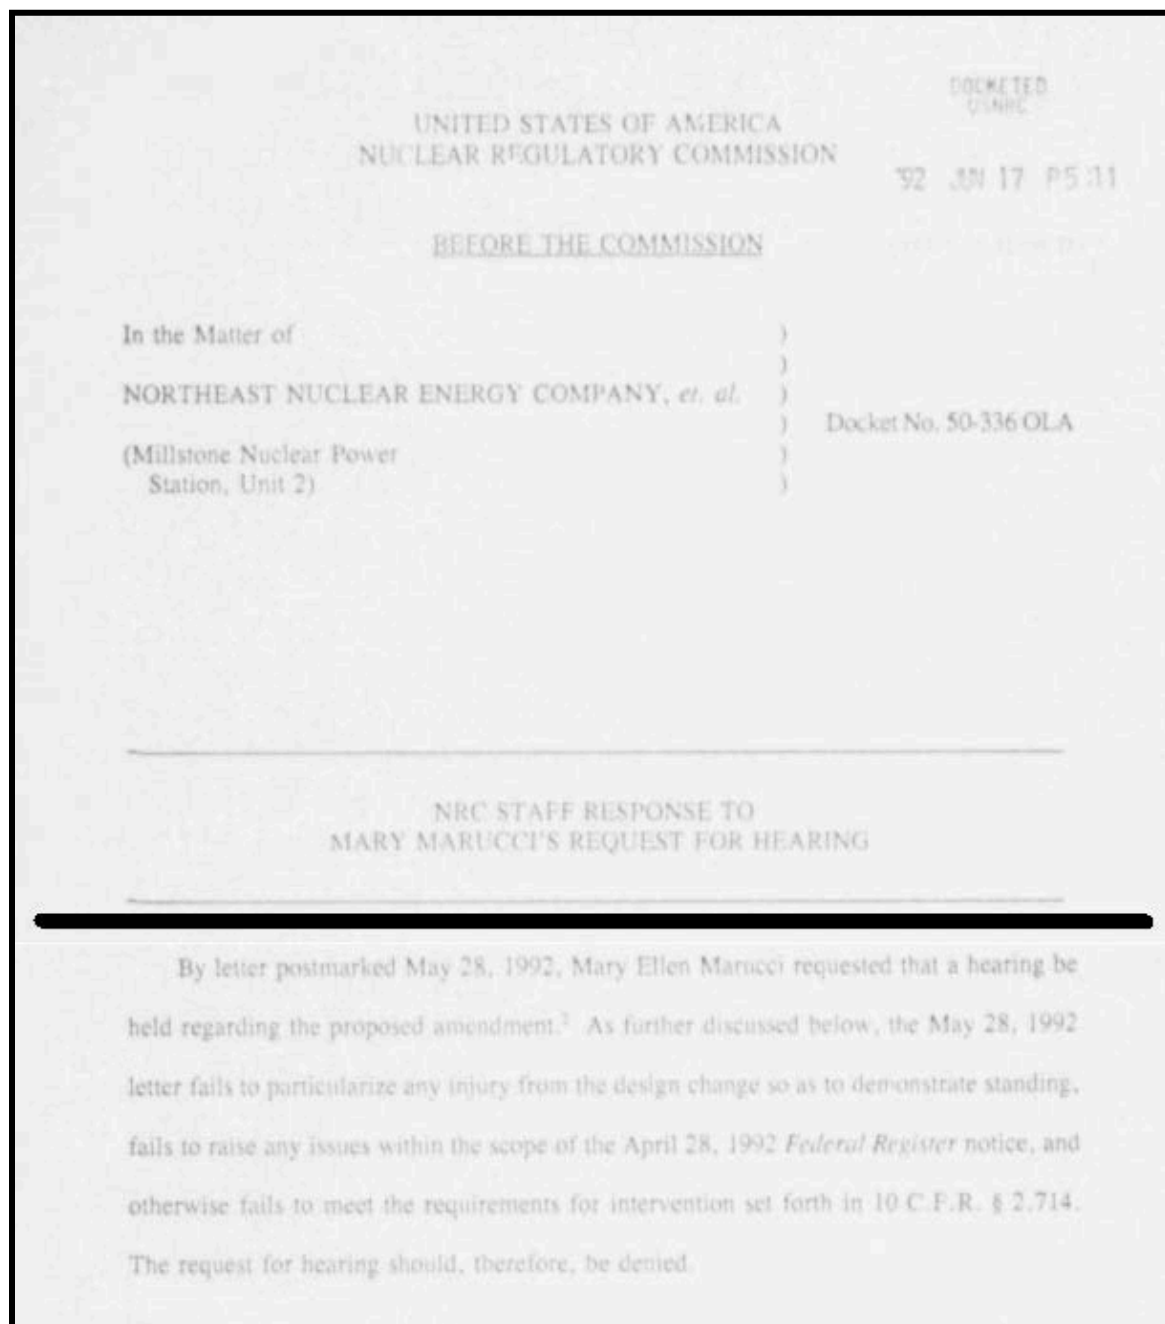 DOCKETED
USNRC
UNITED STATES OF AMERICA
NUCLEAR REGULATORY COMMISSION
'92 JUN 17 P5:11
BEFORE THE COMMISSION
In the Matter of )
)
NORTHEAST NUCLEAR ENERGY COMPANY, et. al. )
) Docket No. 50-336 OLA
(Millstone Nuclear Power )
Station, Unit 2) )
NRC STAFF RESPONSE TO
MARY MARUCCI'S REQUEST FOR HEARING
By letter postmarked May 28, 1992, Mary Ellen Marucci requested that a hearing be
held regarding the proposed amendment.² As further discussed below, the May 28, 1992
letter fails to particularize any injury from the design change so as to demonstrate standing,
fails to raise any issues within the scope of the April 28, 1992 Federal Register notice, and
otherwise fails to meet the requirements for intervention set forth in 10 C.F.R. § 2.714.
The request for hearing should, therefore, be denied.